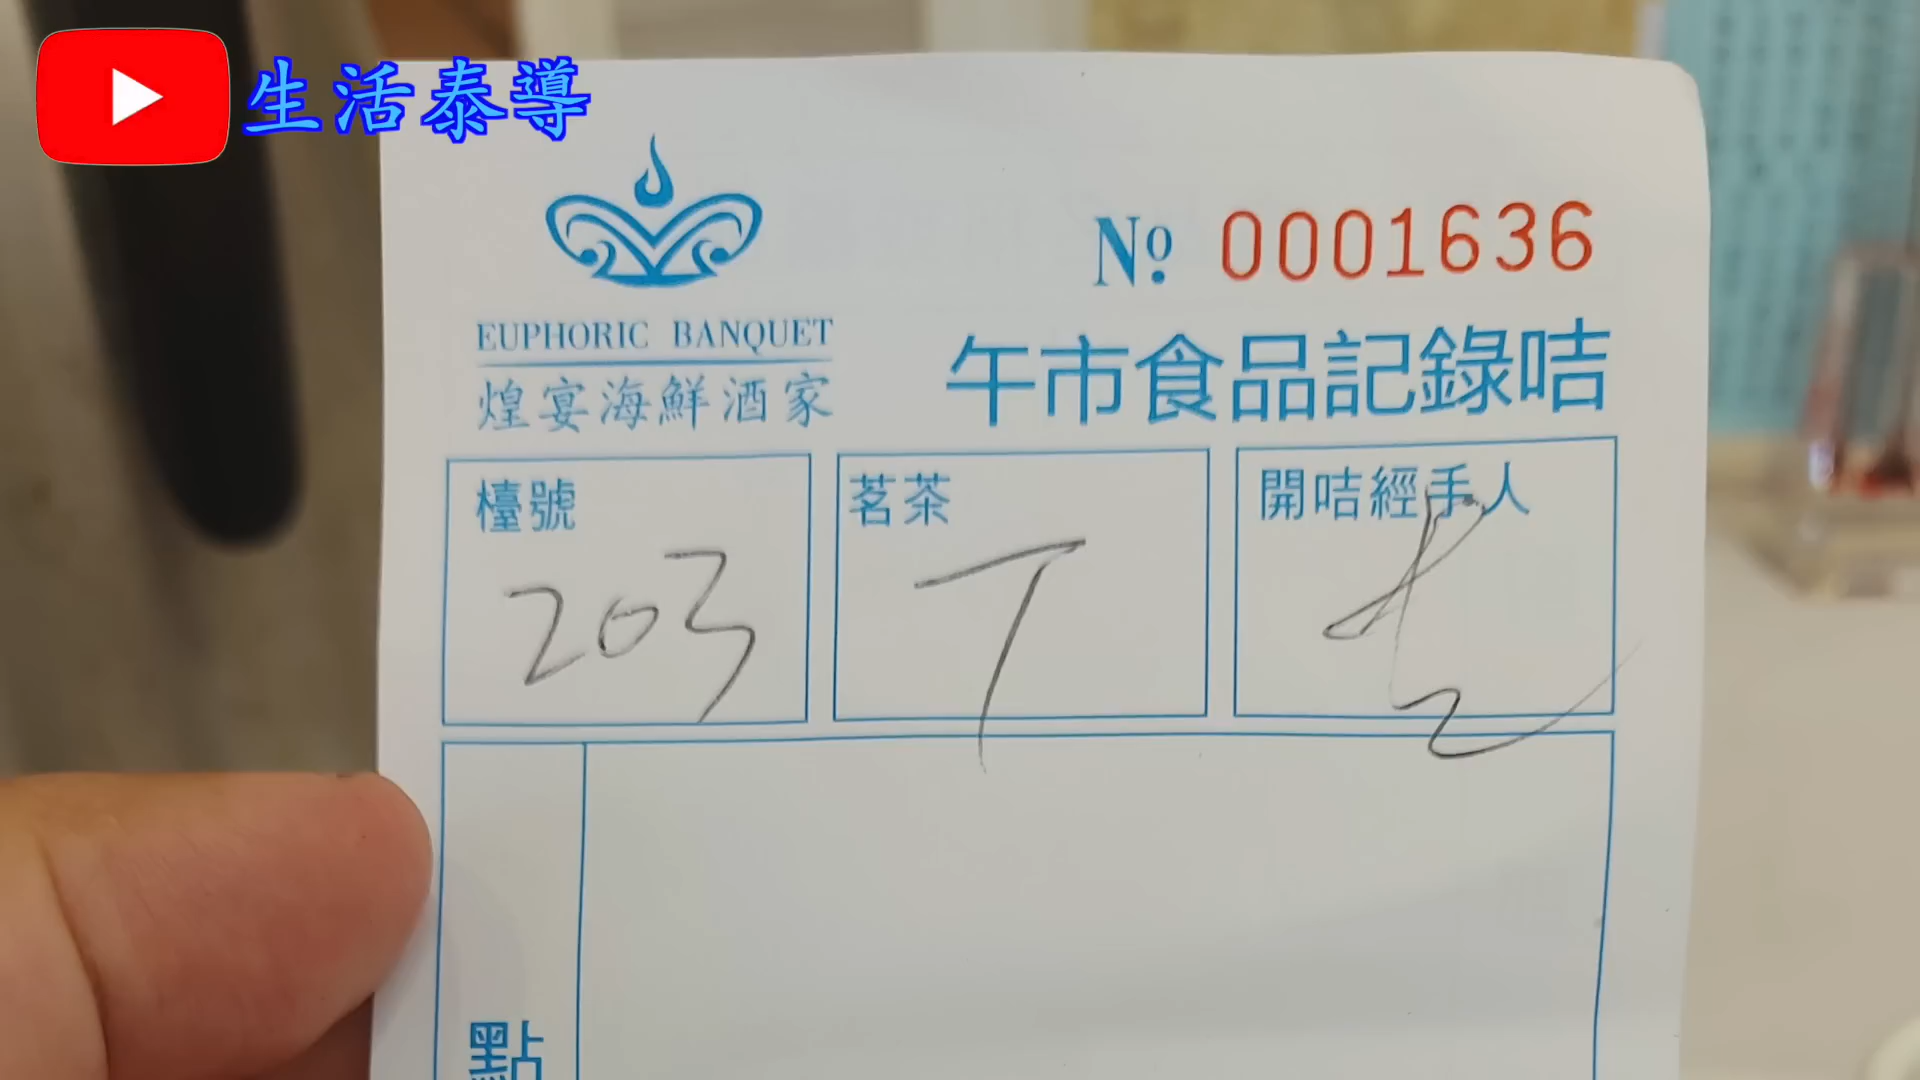 生活泰導
EUPHORIC BANQUET
煌宴海鮮酒家
№ 0001636
午市食品記錄咭
檯號
203
茗茶
T
開咭經手人
點